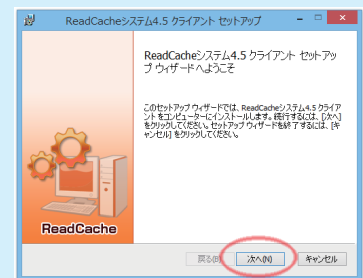 ReadCacheシステム4.5 クライアント セットアップ
ReadCacheシステム4.5 クライアント セットアッ
プ ウィザードへようこそ
このセットアップ ウィザードでは、ReadCacheシステム4.5 クライア
ントをコンピューターにインストールします。続行するには、[次へ]
をクリックしてください。セットアップ ウィザードを終了するには、[キ
ャンセル] をクリックしてください。
ReadCache
戻る(B)
次へ(N)
キャンセル